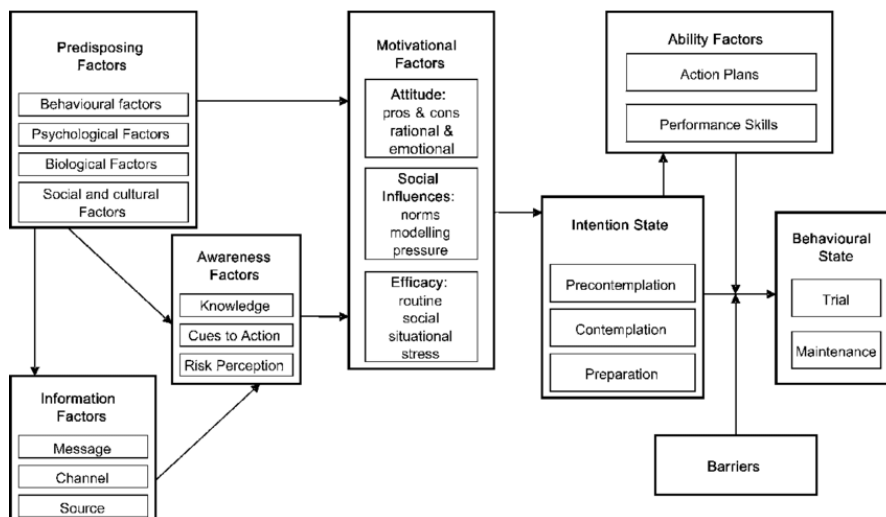 Predisposing
Factors
Behavioural factors
Psychological Factors
Biological Factors
Social and cultural
Factors
Information
Factors
Message
Channel
Source
Awareness
Factors
Knowledge
Cues to Action
Risk Perception
Motivational
Factors
Attitude:
pros & cons
rational &
emotional
Social
Influences:
norms
modelling
pressure
Efficacy:
routine
social
situational
stress
Intention State
Precontemplation
Contemplation
Preparation
Ability Factors
Action Plans
Performance Skills
Barriers
Behavioural
State
Trial
Maintenance